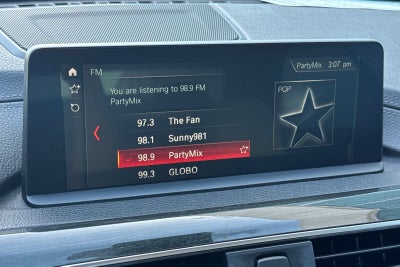 FM
PartyMix 3:07 pm
You are listening to 98.9 FM
PartyMix
POP
97.3 The Fan
98.1 Sunny981
98.9 PartyMix
99.3 GLOBO